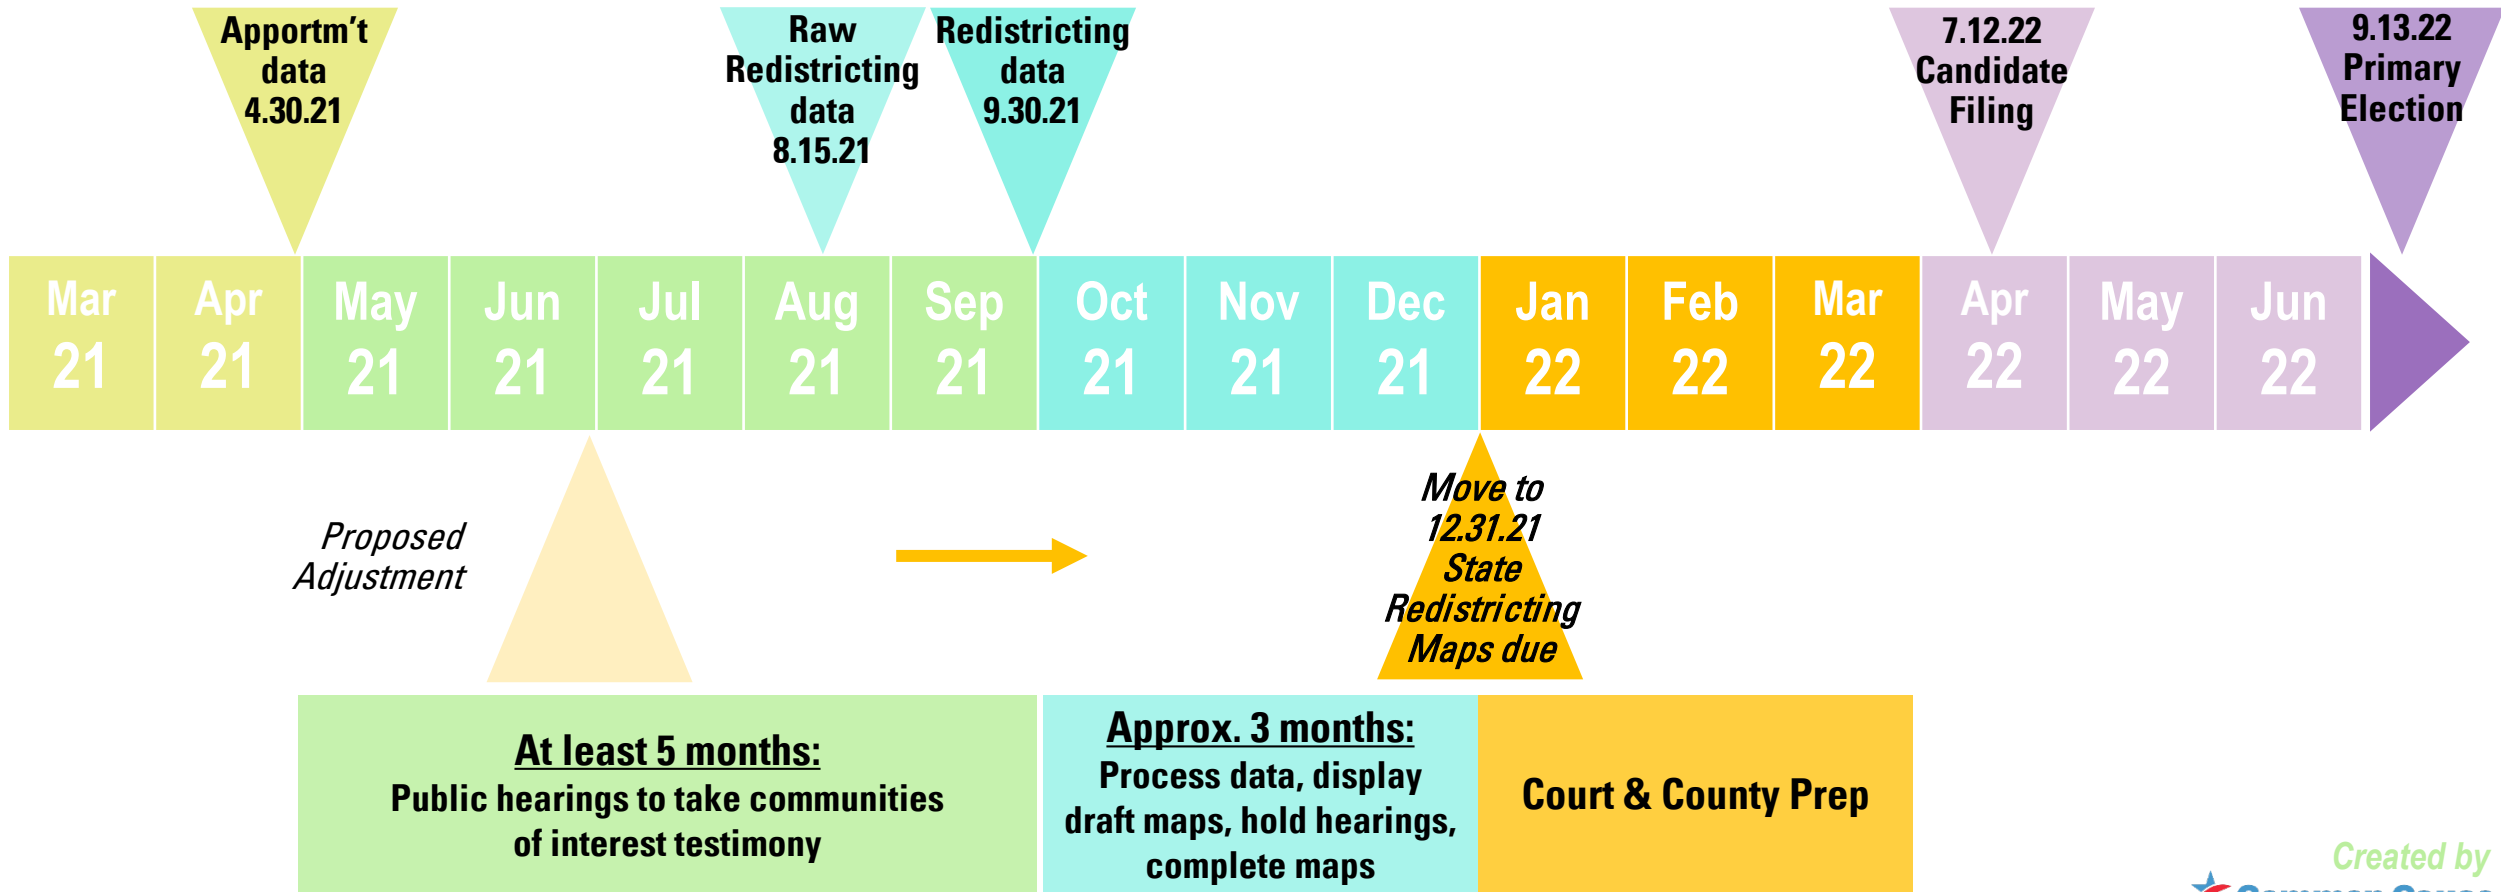 Apportm't
data
4.30.21
Raw
Redistricting
data
8.15.21
Redistricting
data
9.30.21
7.12.22
Candidate
Filing
9.13.22
Primary
Election
Mar
21
Apr
21
May
21
Jun
21
Jul
21
Aug
21
Sep
21
Oct
21
Nov
21
Dec
21
Jan
22
Feb
22
Mar
22
Apr
22
May
22
Jun
22
Proposed
Adjustment
Move to
12.31.21
State
Redistricting
Maps due
At least 5 months:
Public hearings to take communities
of interest testimony
Approx. 3 months:
Process data, display
draft maps, hold hearings,
complete maps
Court & County Prep
Created by
Common Cause